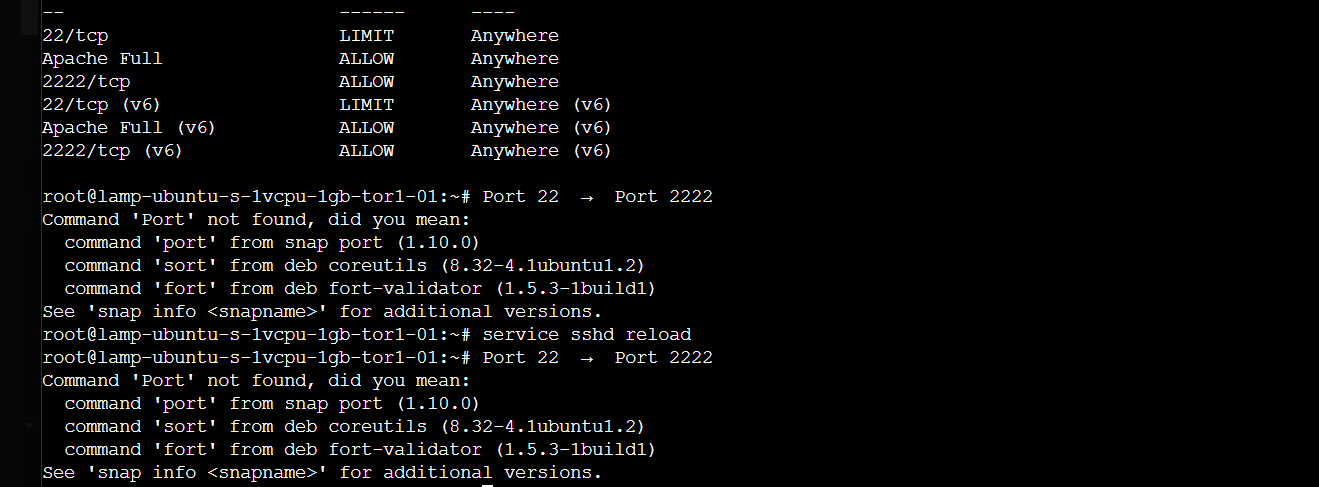 --                         ------      ----
22/tcp                     LIMIT       Anywhere
Apache Full                ALLOW       Anywhere
2222/tcp                   ALLOW       Anywhere
22/tcp (v6)                LIMIT       Anywhere (v6)
Apache Full (v6)           ALLOW       Anywhere (v6)
2222/tcp (v6)              ALLOW       Anywhere (v6)
root@lamp-ubuntu-s-1vcpu-1gb-tor1-01:~# Port 22  →  Port 2222
Command 'Port' not found, did you mean:
  command 'port' from snap port (1.10.0)
  command 'sort' from deb coreutils (8.32-4.1ubuntu1.2)
  command 'fort' from deb fort-validator (1.5.3-1build1)
See 'snap info <snapname>' for additional versions.
root@lamp-ubuntu-s-1vcpu-1gb-tor1-01:~# service sshd reload
root@lamp-ubuntu-s-1vcpu-1gb-tor1-01:~# Port 22  →  Port 2222
Command 'Port' not found, did you mean:
  command 'port' from snap port (1.10.0)
  command 'sort' from deb coreutils (8.32-4.1ubuntu1.2)
  command 'fort' from deb fort-validator (1.5.3-1build1)
See 'snap info <snapname>' for additional versions.